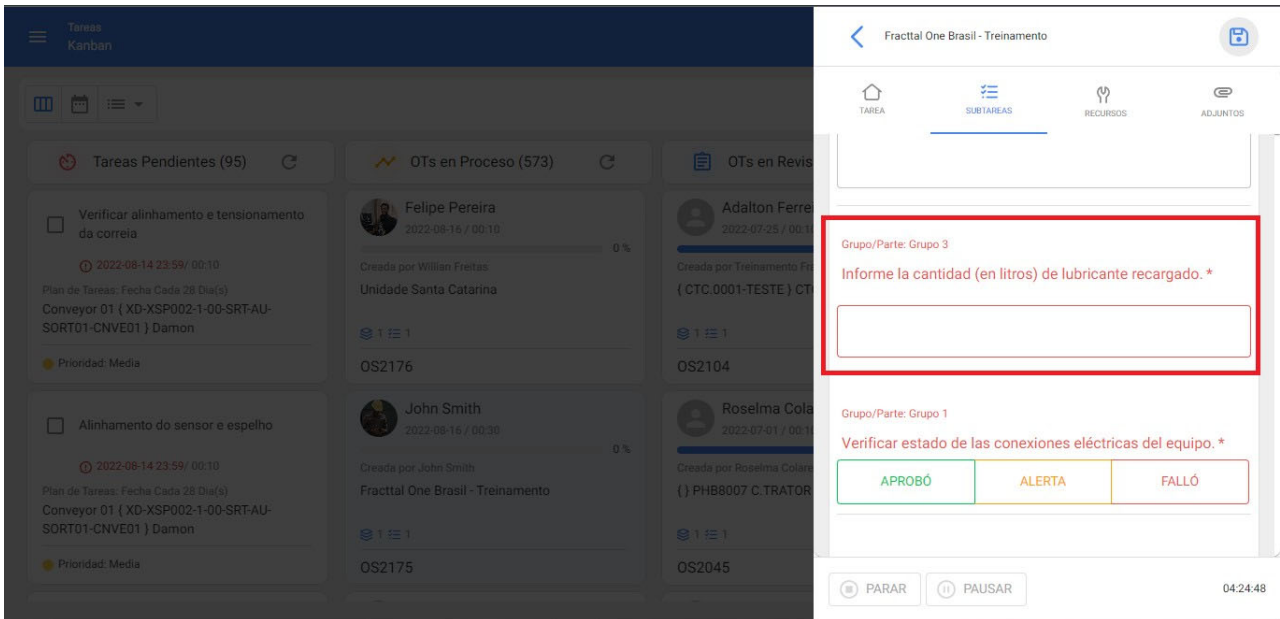 Tareas
Kanban
Tareas Pendientes (95)
Verificar alinhamento e tensionamento
da correia
2022-08-14 23:59/ 00:10
Plan de Tareas: Fecha Cada 28 Dia(s)
Conveyor 01 { XD-XSP002-1-00-SRT-AU-
SORT01-CNVE01 } Damon
Prioridad: Media
Alinhamento do sensor e espelho
2022-08-14 23:59/ 00:10
Plan de Tareas: Fecha Cada 28 Dia(s)
Conveyor 01 { XD-XSP002-1-00-SRT-AU-
SORT01-CNVE01 } Damon
Prioridad: Media
OTs en Proceso (573)
Felipe Pereira
2022-08-16 / 00:10
0 %
Creada por Willian Freitas
Unidade Santa Catarina
1 1
OS2176
John Smith
2022-08-16 / 00:30
0 %
Creada por John Smith
Fracttal One Brasil - Treinamento
1 1
OS2175
OTs en Revis
Adalton Ferrei
2022-07-25 / 00:1
Creada por Treinamento Fra
{ CTC.0001-TESTE } CT
1 1
OS2104
Roselma Cola
2022-07-01 / 00:1
Creada por Roselma Colare
{ } PHB8007 C.TRATOR
1 1
OS2045
Fracttal One Brasil - Treinamento
TAREA
SUBTAREAS
RECURSOS
ADJUNTOS
Grupo/Parte: Grupo 3
Informe la cantidad (en litros) de lubricante recargado. *
Grupo/Parte: Grupo 1
Verificar estado de las conexiones eléctricas del equipo. *
APROBÓ
ALERTA
FALLÓ
PARAR
PAUSAR
04:24:48